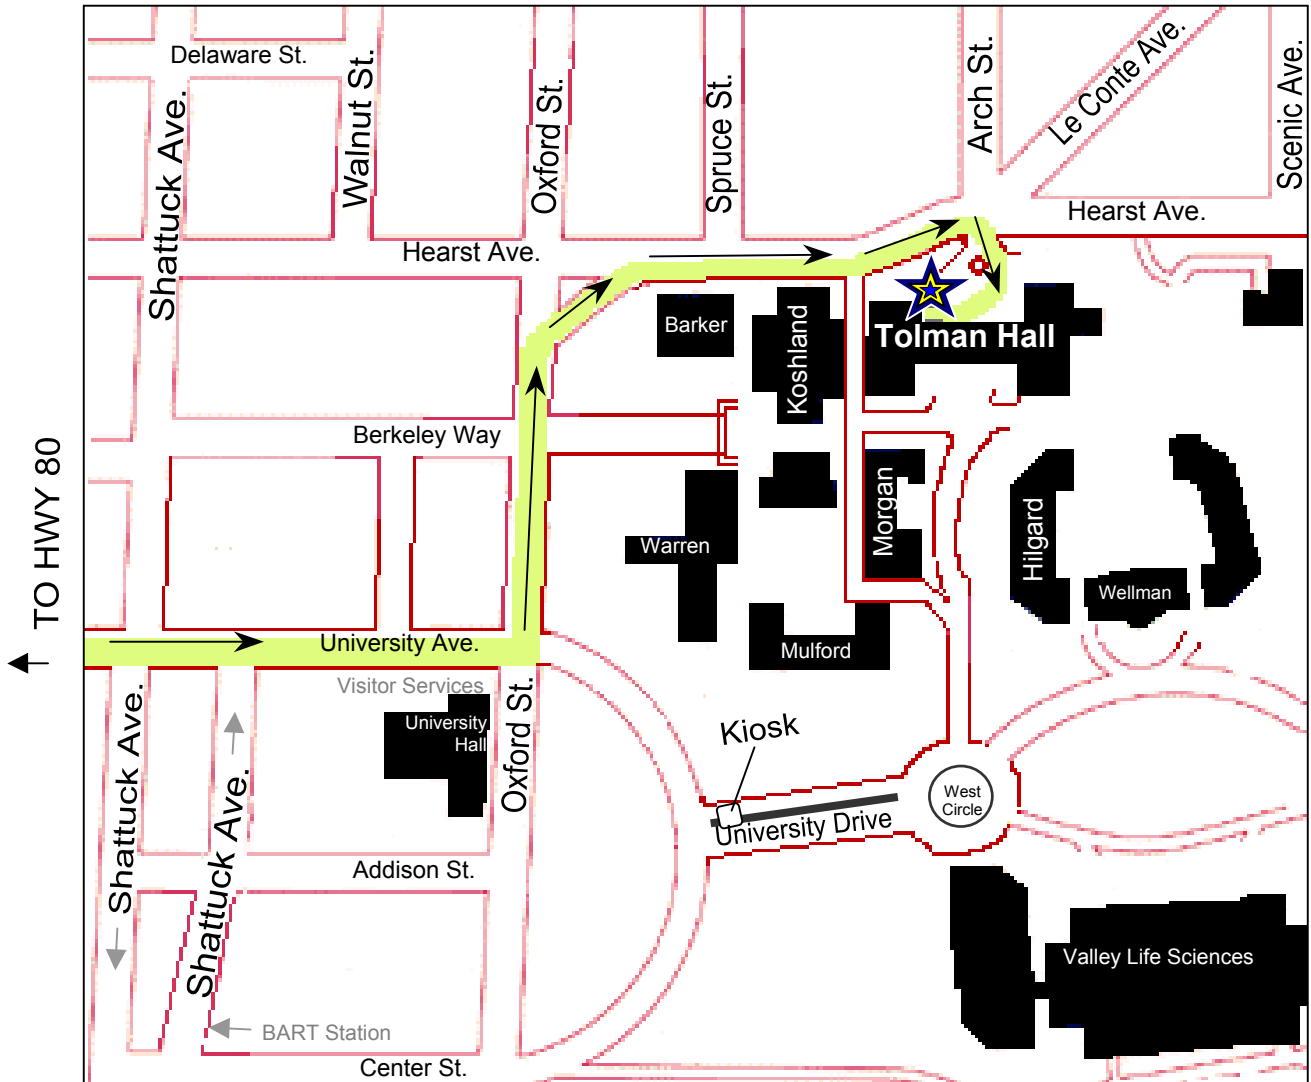 Delaware St.
Walnut St.
Oxford St.
Spruce St.
Arch St.
Le Conte Ave.
Scenic Ave.
Shattuck Ave.
Hearst Ave.
Hearst Ave.
Barker
Koshland
Tolman Hall
Berkeley Way
TO HWY 80
Morgan
Hilgard
Warren
Wellman
University Ave.
Mulford
Visitor Services
University
Hall
Oxford St.
Shattuck Ave.
Shattuck Ave.
Kiosk
West
Circle
University Drive
Addison St.
Valley Life Sciences
BART Station
Center St.